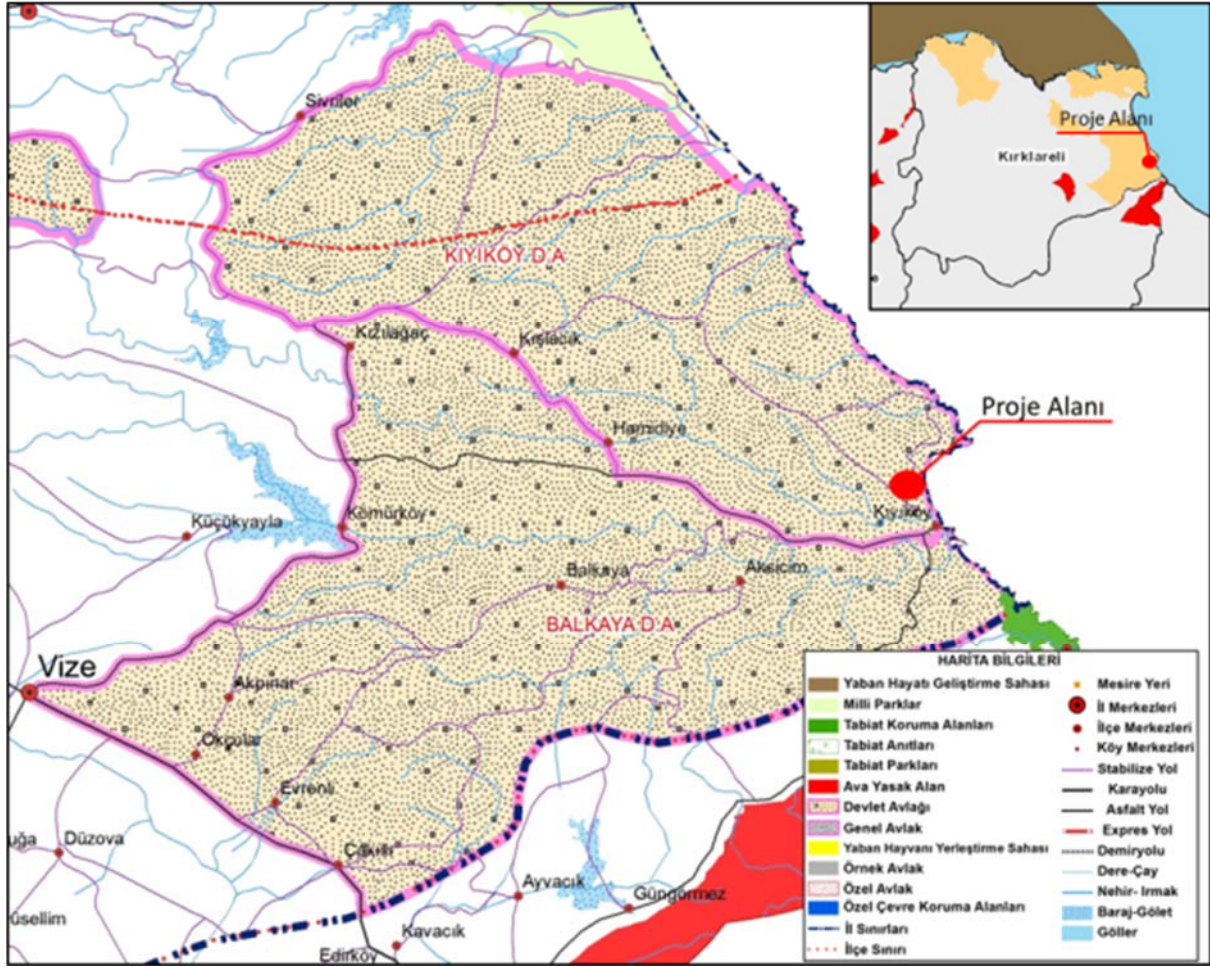 Proje Alanı
Kırklareli
Sivriler
KIYIKÖY D.A
Kızılağaç
Kışlacık
Proje Alanı
Hamidiye
Küçükyayla
Kömürköy
Kıyıköy
Balkaya
Aksicim
BALKAYA D.A
Vize
Akpınar
Okçular
Evrenli
Düzova
Çakıllı
Ayvacık
Güngörmez
Kavacık
Edirköy
HARİTA BİLGİLERİ
Yaban Hayatı Geliştirme Sahası
Milli Parklar
Tabiat Koruma Alanları
Tabiat Anıtları
Tabiat Parkları
Ava Yasak Alan
Devlet Avlağı
Genel Avlak
Yaban Hayvanı Yerleştirme Sahası
Örnek Avlak
Özel Avlak
Özel Çevre Koruma Alanları
İl Sınırları
İlçe Sınırı
Mesire Yeri
İl Merkezleri
İlçe Merkezleri
Köy Merkezleri
Stabilize Yol
Karayolu
Asfalt Yol
Expres Yol
Demiryolu
Dere-Çay
Nehir- Irmak
Baraj-Gölet
Göller